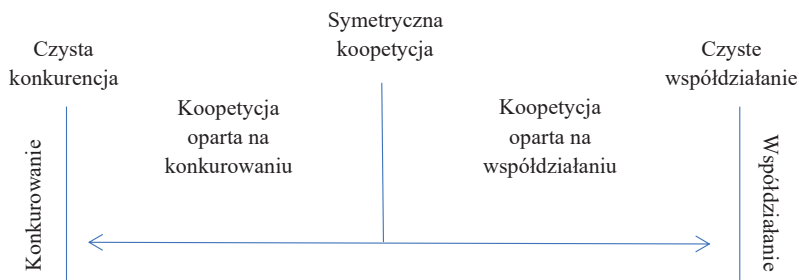 Symetryczna
koopetycja
Czysta
konkurencja
Czyste
współdziałanie
Koopetycja
oparta na
konkurowaniu
Koopetycja
oparta na
współdziałaniu
Konkurowanie
Współdziałanie